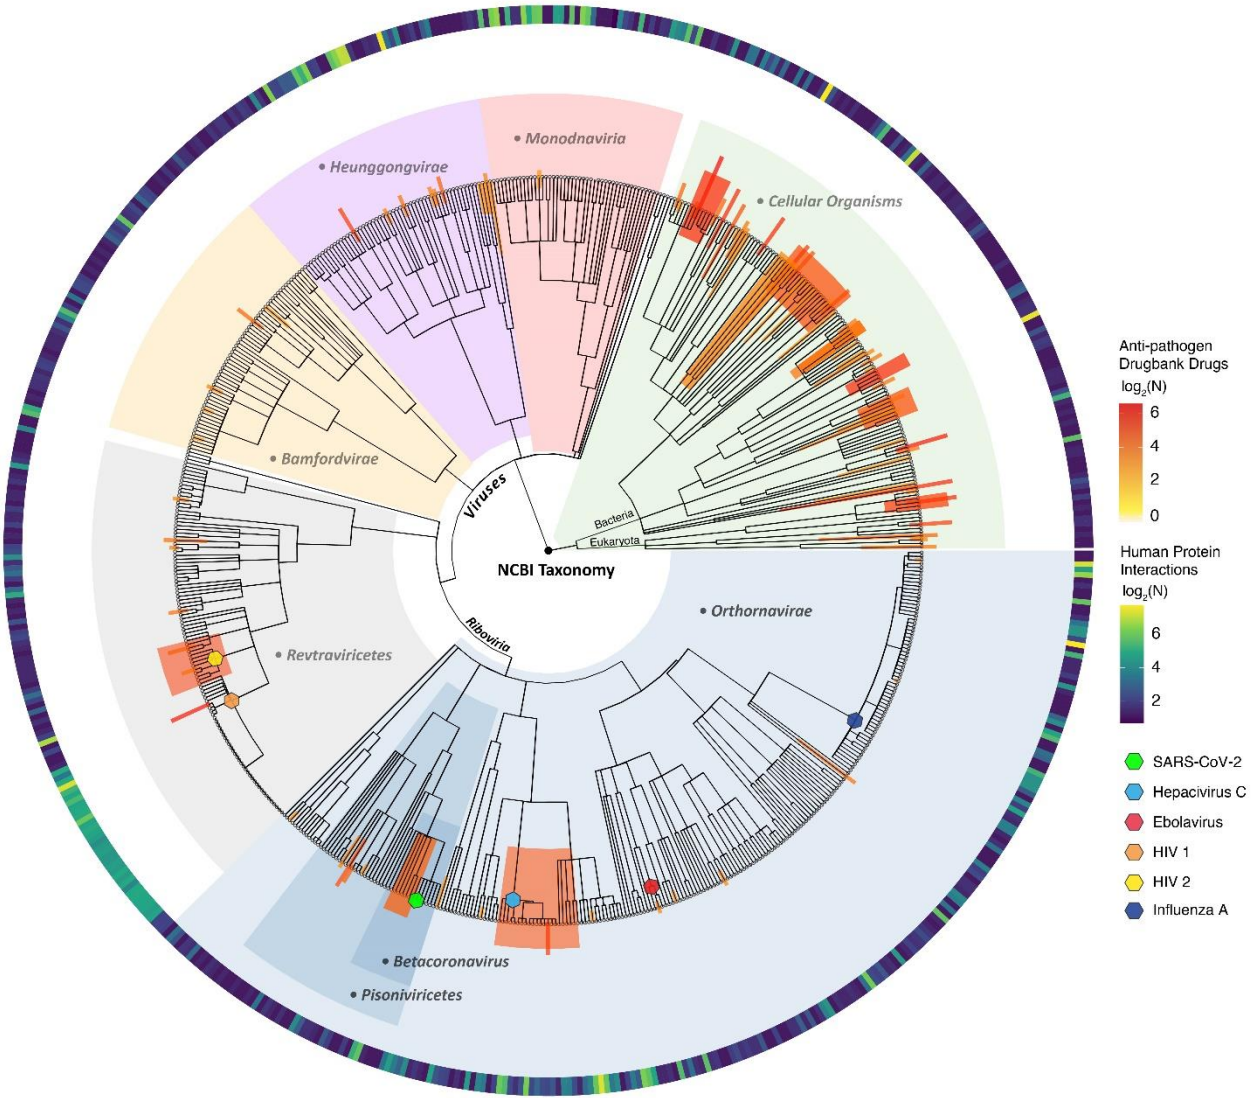 • Monodnaviria
• Heunggongvirae
• Cellular Organisms
• Bamfordvirae
Viruses
Bacteria
Eukaryota
NCBI Taxonomy
Riboviria
• Orthornavirae
• Revtraviricetes
• Betacoronavirus
• Pisoniviricetes
Anti-pathogen
Drugbank Drugs
log2(N)
6
4
2
0
Human Protein
Interactions
log2(N)
6
4
2
SARS-CoV-2
Hepacivirus C
Ebolavirus
HIV 1
HIV 2
Influenza A